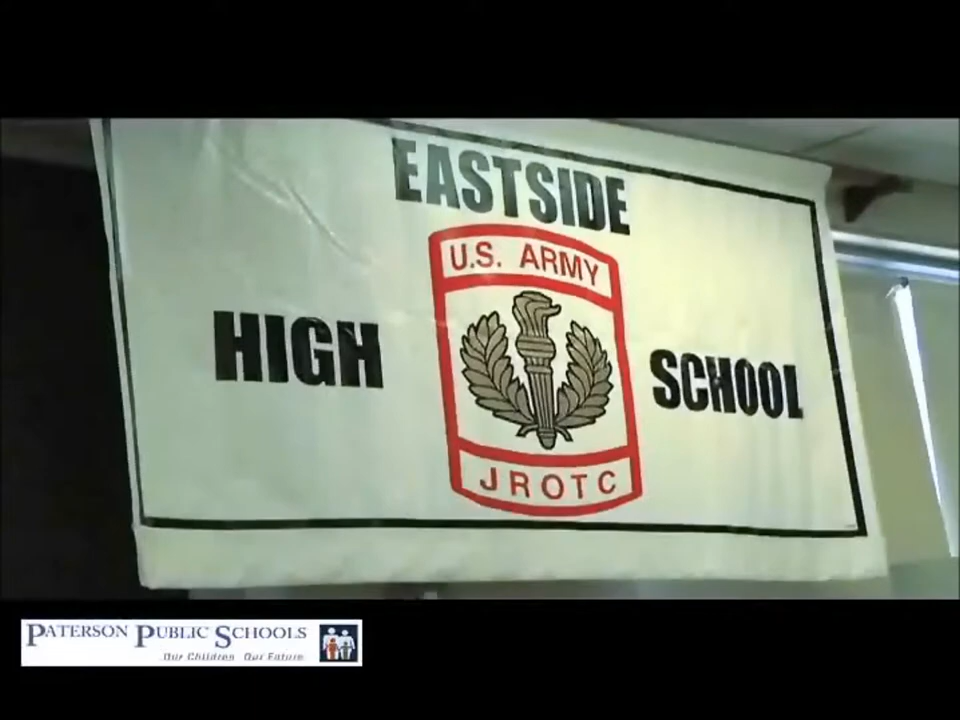 EASTSIDE
U.S. ARMY
HIGH SCHOOL
JROTC
PATERSON PUBLIC SCHOOLS
Our Children Our Future